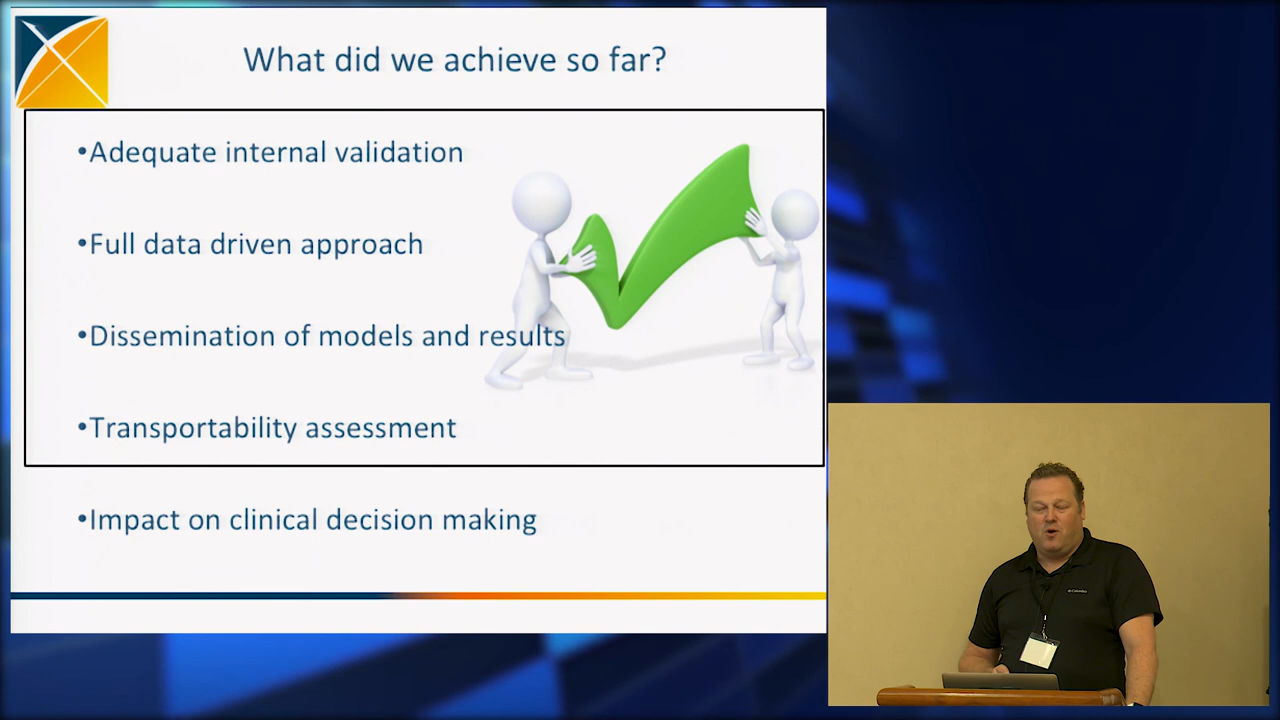 What did we achieve so far?
•Adequate internal validation
•Full data driven approach
•Dissemination of models and results
•Transportability assessment
•Impact on clinical decision making
Columbia